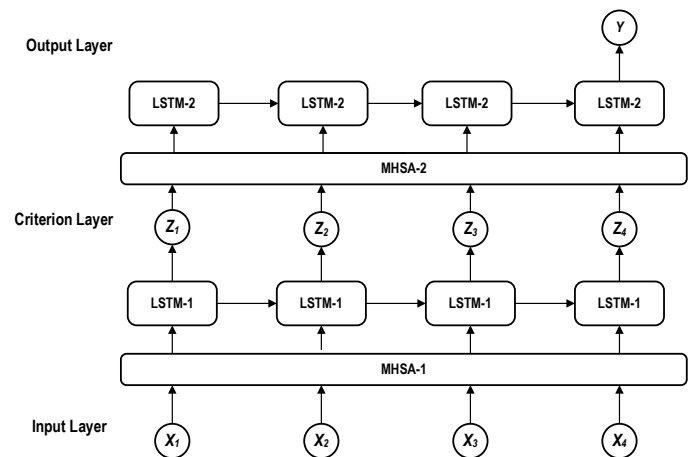 Y
Output Layer
LSTM-2 LSTM-2 LSTM-2 LSTM-2
MHSA-2
Criterion Layer Z1 Z2 Z3 Z4
LSTM-1 LSTM-1 LSTM-1 LSTM-1
MHSA-1
Input Layer X1 X2 X3 X4